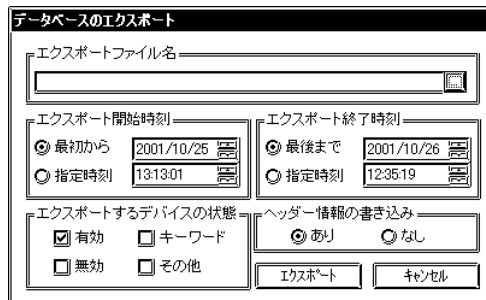 データベースのエクスポート
エクスポートファイル名
エクスポート開始時刻
最初から 2001/10/25
指定時刻 13:13:01
エクスポート終了時刻
最後まで 2001/10/26
指定時刻 12:35:19
エクスポートするデバイスの状態
有効 キーワード
無効 その他
ヘッダー情報の書き込み
あり なし
エクスポート キャンセル